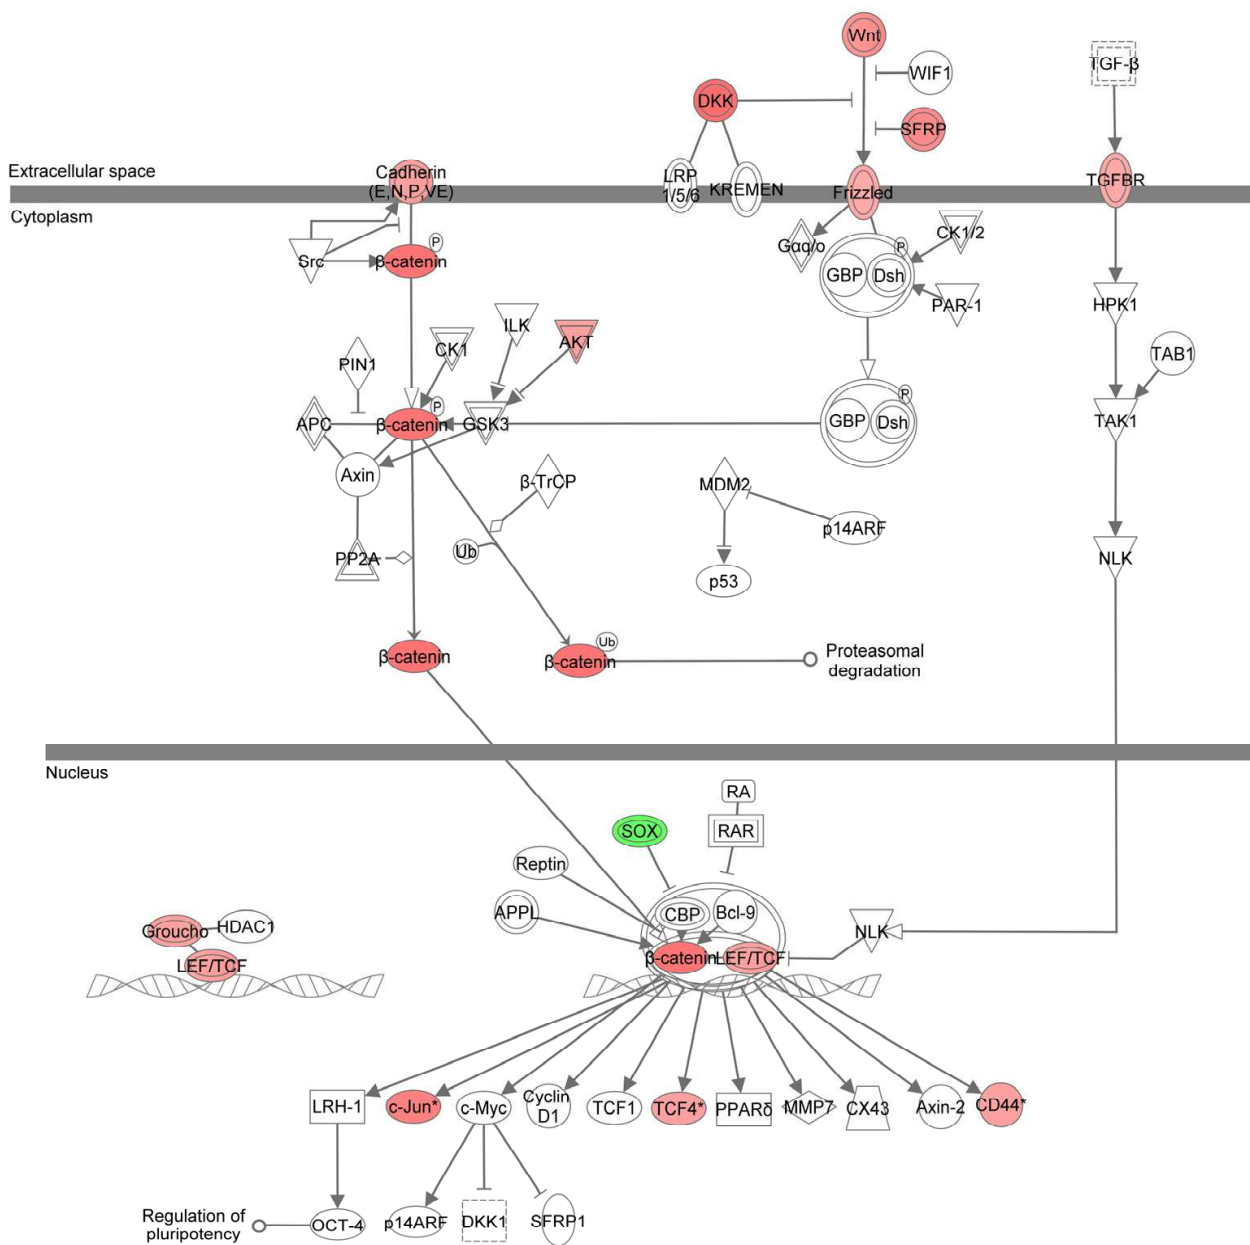 Wnt
WIF1
TGF-β
DKK
SFRP
Extracellular space
Cadherin
(E,N,P,VE)
LRP
1/5/6
KREMEN
Frizzled
TGFBR
Cytoplasm
Src
P
β-catenin
Gαq/o
P
CK1/2
GBP
Dsh
PAR-1
HPK1
ILK
AKT
CK1
PIN1
TAB1
P
APC
β-catenin
GSK3
P
GBP
Dsh
TAK1
Axin
β-TrCP
MDM2
p14ARF
Ub
PP2A
p53
NLK
β-catenin
Ub
β-catenin
Proteasomal
degradation
Nucleus
RA
SOX
RAR
Reptin
APPL
CBP
Bcl-9
NLK
Groucho
HDAC1
LEF/TCF
β-catenin
LEF/TCF
LRH-1
c-Jun*
c-Myc
Cyclin
D1
TCF1
TCF4*
PPARδ
MMP7
CX43
Axin-2
CD44*
Regulation of
pluripotency
OCT-4
p14ARF
DKK1
SFRP1